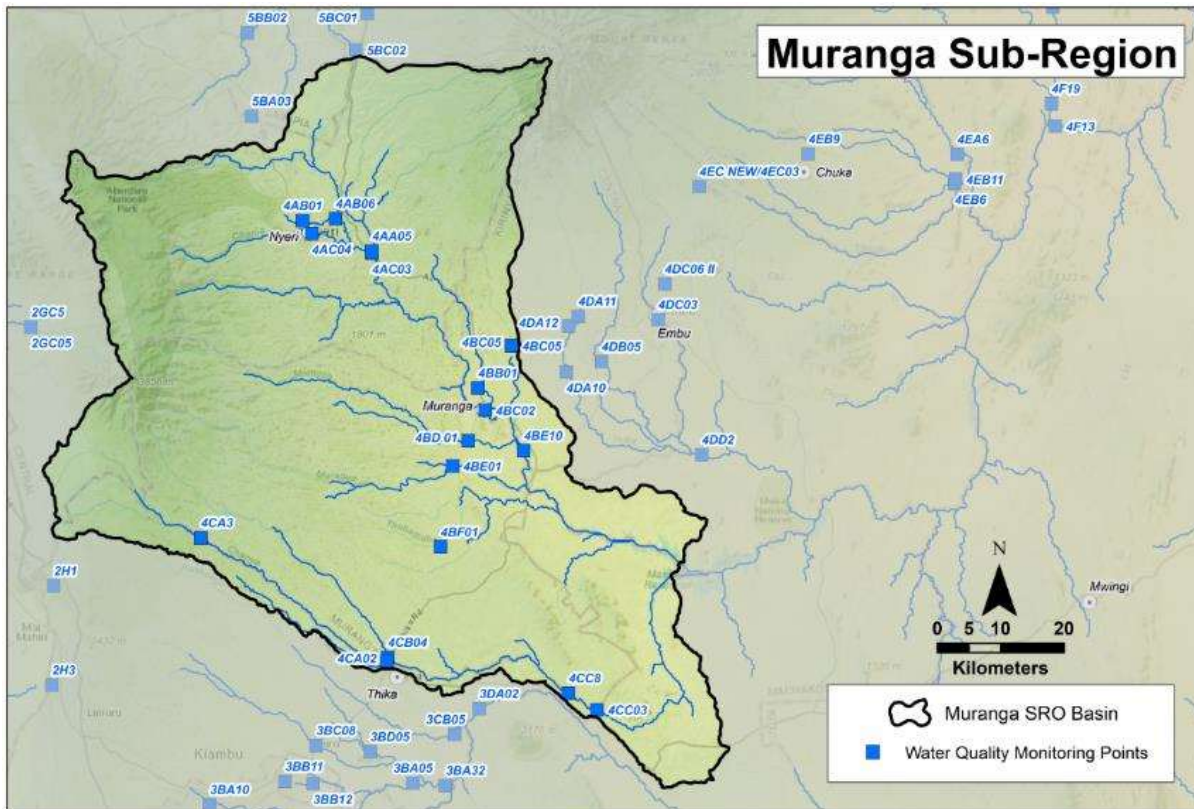 Muranga Sub-Region
5BC01
5BB02
5BC02
5BA03
4F19
4F13
4EB9
Chuka
4EA6
4EC NEW/4EC03
4EB11
4EB6
4AB01
4AB06
Nyeri
4AC04
4AA05
4AC03
4DC06 II
4DC03
Embu
4DA11
4DA12
4DB05
4DA10
2GC5
2GC05
4BC05
4BC05
4BB01
Muranga
4BC02
4BD 01
4BE10
4BE01
4DD2
4BF01
4CA3
2H1
Mwingi
N
0 5 10 20
Kilometers
4CB04
4CA02
Thika
2H3
4CC8
4CC03
3DA02
3CB05
3BC08
3BD05
Kiambu
3BB11
3BA05
3BA32
3BA10
3BB12
Muranga SRO Basin
Water Quality Monitoring Points